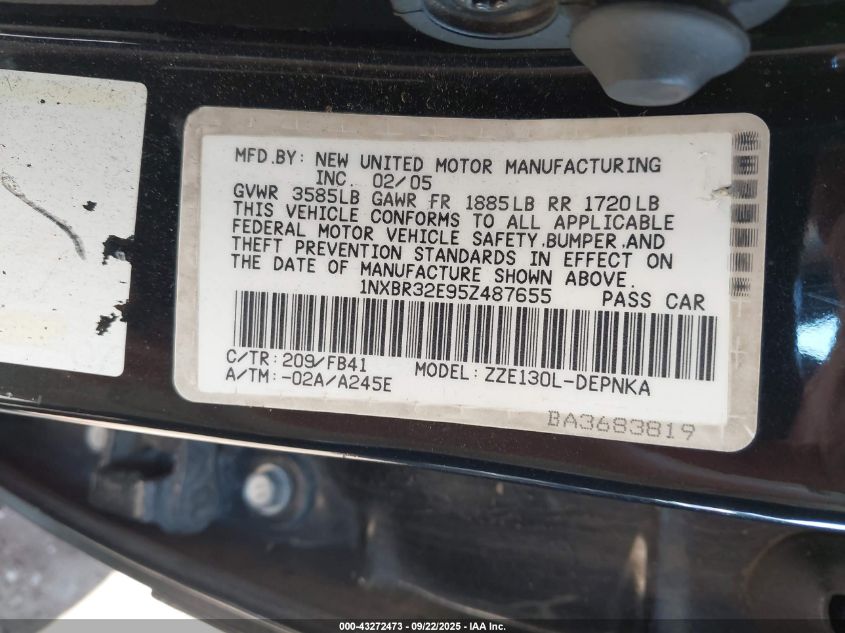 MFD.BY: NEW UNITED MOTOR MANUFACTURING
INC. 02/05
GVWR 3585LB GAWR FR 1885LB RR 1720LB
THIS VEHICLE CONFORMS TO ALL APPLICABLE
FEDERAL MOTOR VEHICLE SAFETY,BUMPER,AND
THEFT PREVENTION STANDARDS IN EFFECT ON
THE DATE OF MANUFACTURE SHOWN ABOVE.
1NXBR32E95Z487655 PASS CAR
C/TR: 209/FB41 MODEL: ZZE130L-DEPNKA
A/TM: -02A/A245E
BA3683819
000-43272473 - 09/22/2025 - IAA Inc.